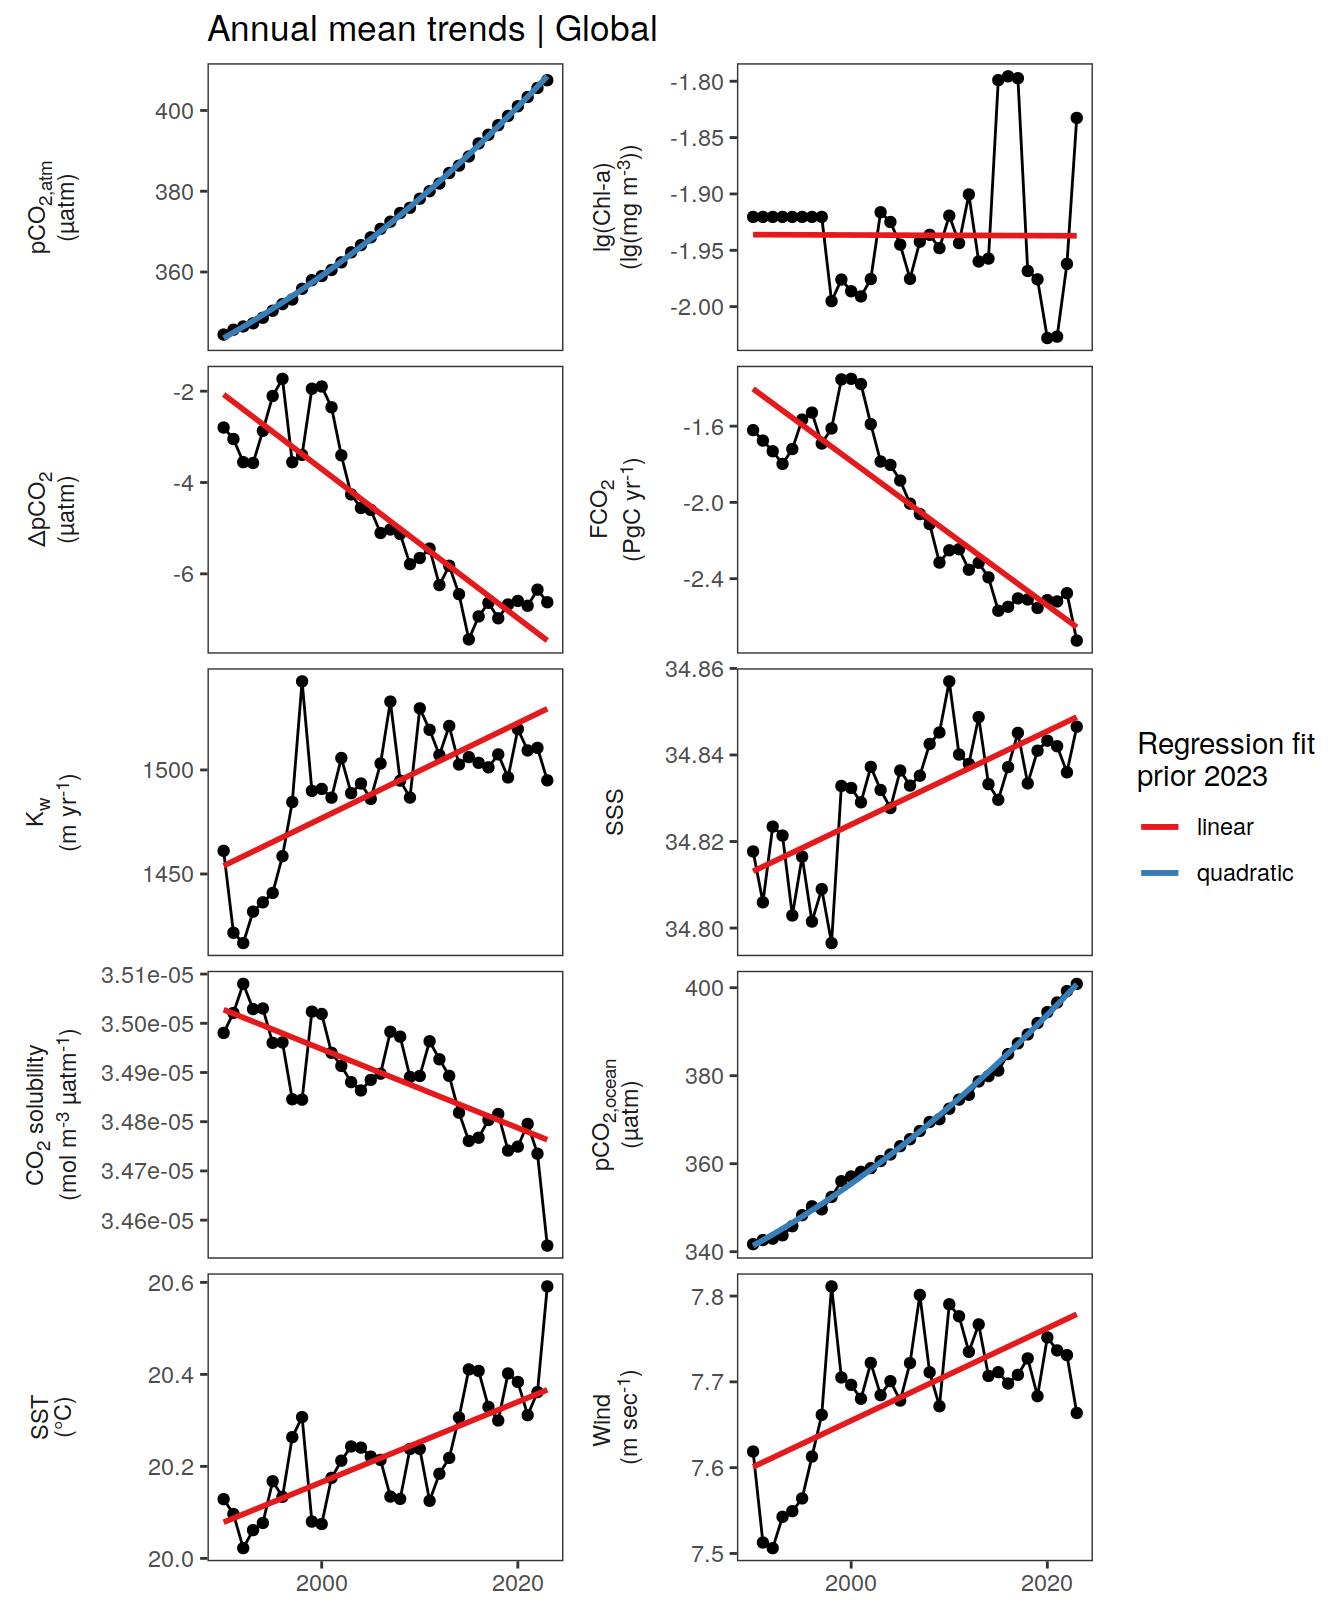 Annual mean trends | Global
pCO2,atm
(µatm)
400
380
360
lg(Chl-a)
(lg(mg m-3))
-1.80
-1.85
-1.90
-1.95
-2.00
ΔpCO2
(µatm)
-2
-4
-6
FCO2
(PgC yr-1)
-1.6
-2.0
-2.4
Kw
(m yr-1)
1500
1450
SSS
34.86
34.84
34.82
34.80
CO2 solubility
(mol m-3 µatm-1)
3.51e-05
3.50e-05
3.49e-05
3.48e-05
3.47e-05
3.46e-05
pCO2,ocean
(µatm)
400
380
360
340
SST
(°C)
20.6
20.4
20.2
20.0
2000 2020
Wind
(m sec-1)
7.8
7.7
7.6
7.5
2000 2020
Regression fit
prior 2023
linear
quadratic